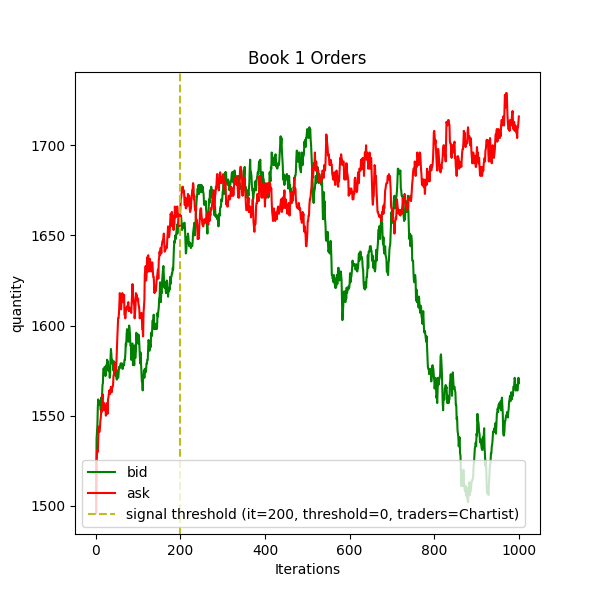 Book 1 Orders
quantity
1700
1650
1600
1550
1500
bid
ask
signal threshold (it=200, threshold=0, traders=Chartist)
0 200 400 600 800 1000
Iterations